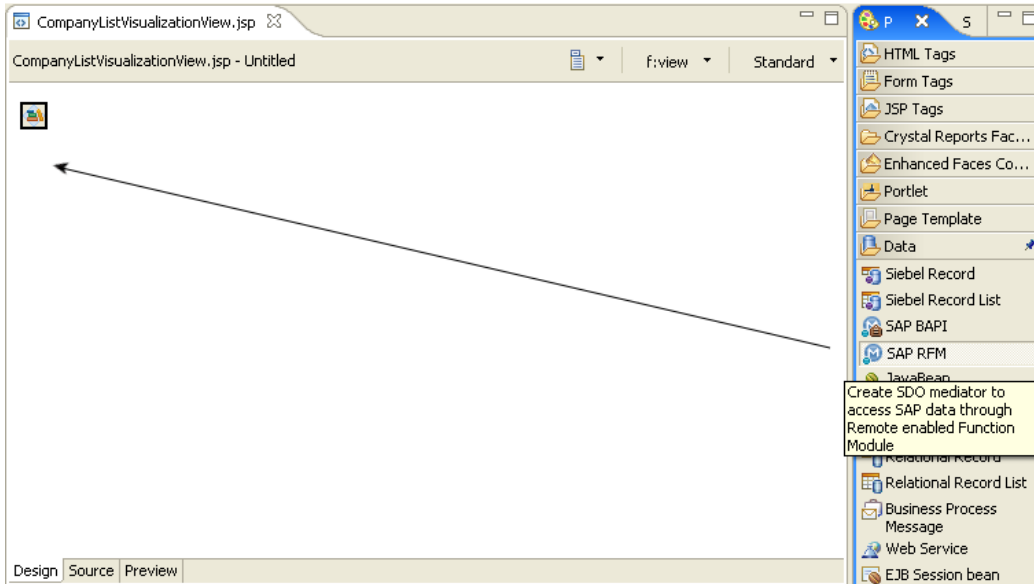 CompanyListVisualizationView.jsp
CompanyListVisualizationView.jsp - Untitled
f:view
Standard
Design
Source
Preview
P
S
HTML Tags
Form Tags
JSP Tags
Crystal Reports Fac...
Enhanced Faces Co...
Portlet
Page Template
Data
Siebel Record
Siebel Record List
SAP BAPI
SAP RFM
JavaBean
Create SDO mediator to
access SAP data through
Remote enabled Function
Module
Relational Record
Relational Record List
Business Process
Message
Web Service
EJB Session bean